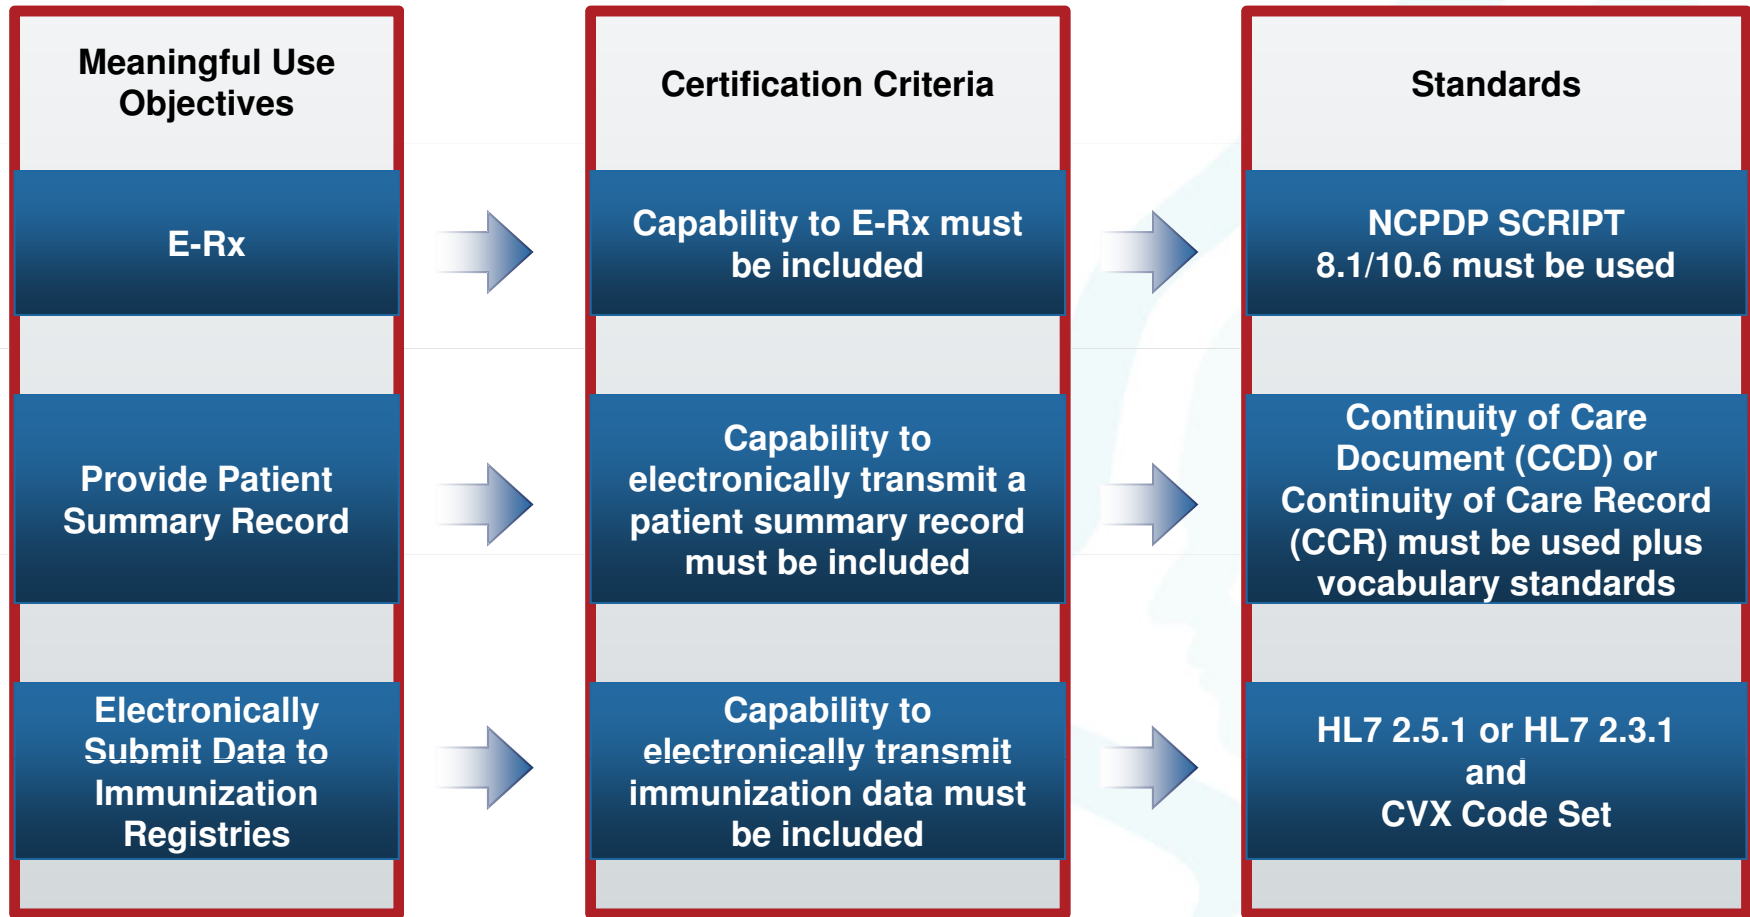 Meaningful Use
Objectives
Certification Criteria
Standards
E-Rx
Capability to E-Rx must
be included
NCPDP SCRIPT
8.1/10.6 must be used
Provide Patient
Summary Record
Capability to
electronically transmit a
patient summary record
must be included
Continuity of Care
Document (CCD) or
Continuity of Care Record
(CCR) must be used plus
vocabulary standards
Electronically
Submit Data to
Immunization
Registries
Capability to
electronically transmit
immunization data must
be included
HL7 2.5.1 or HL7 2.3.1
and
CVX Code Set